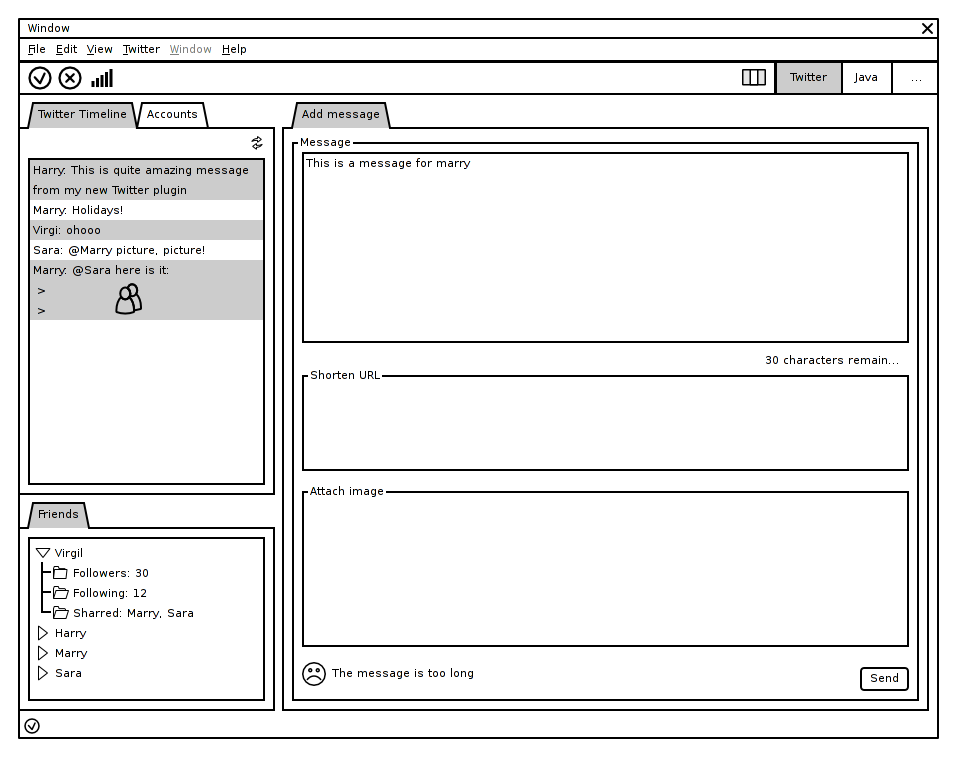 Window
File Edit View Twitter Window Help
Twitter Java ...
Twitter Timeline Accounts
Harry: This is quite amazing message
from my new Twitter plugin
Marry: Holidays!
Virgi: ohooo
Sara: @Marry picture, picture!
Marry: @Sara here is it:
>
>
Friends
Virgil
Followers: 30
Following: 12
Sharred: Marry, Sara
Harry
Marry
Sara
Add message
Message
This is a message for marry
30 characters remain...
Shorten URL
Attach image
The message is too long
Send